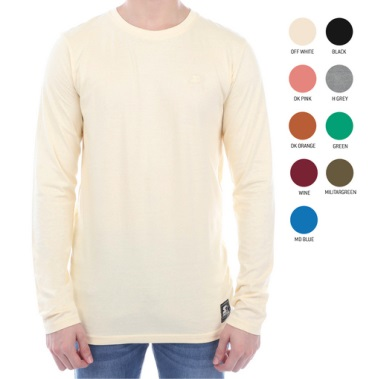 OFF WHITE
BLACK
DK PINK
H GREY
DK ORANGE
GREEN
WINE
MILITARGREEN
MD BLUE